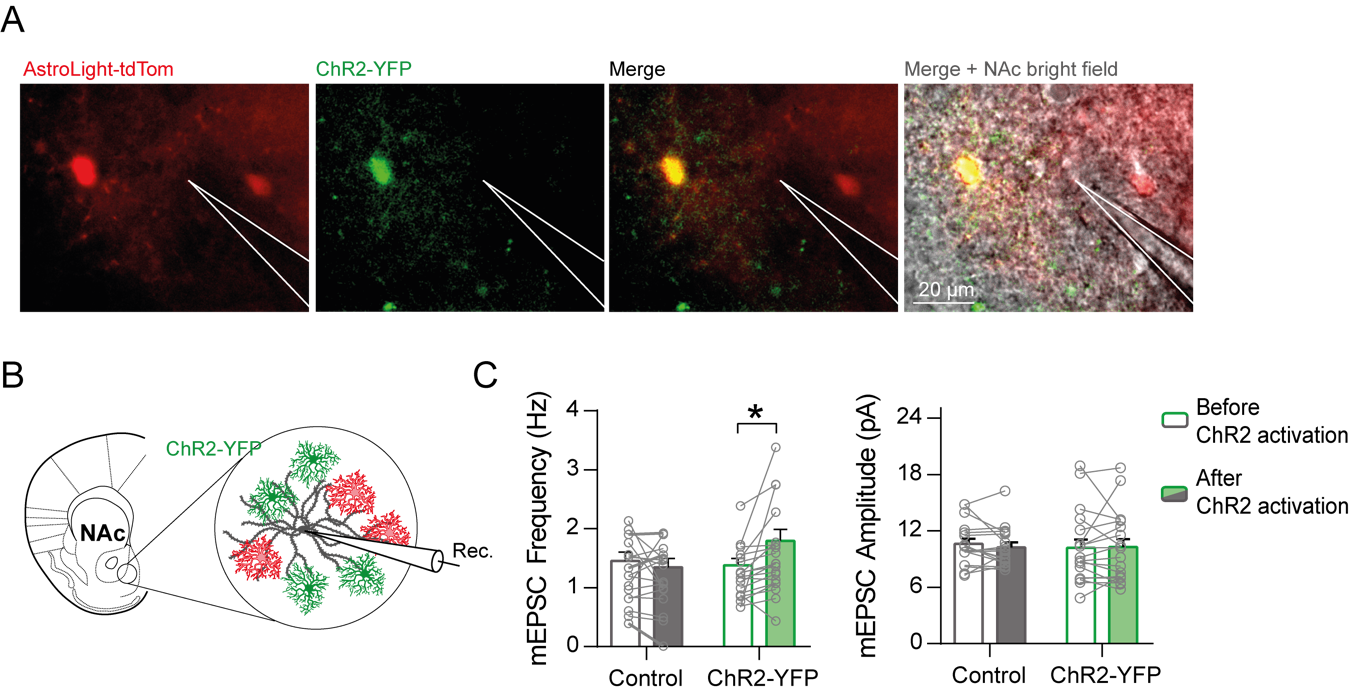 A
AstroLight-tdTom
ChR2-YFP
Merge
Merge + NAc bright field
20 µm
B
ChR2-YFP
NAc
Rec.
C
mEPSC Frequency (Hz)
4
3
2
1
0
*
Control
ChR2-YFP
mEPSC Amplitude (pA)
24
18
12
6
0
Control
ChR2-YFP
Before
ChR2 activation
After
ChR2 activation